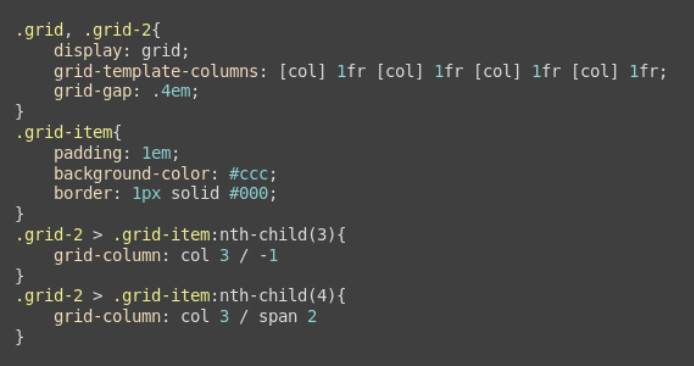 .grid, .grid-2{
    display: grid;
    grid-template-columns: [col] 1fr [col] 1fr [col] 1fr [col] 1fr;
    grid-gap: .4em;
}
.grid-item{
    padding: 1em;
    background-color: #ccc;
    border: 1px solid #000;
}
.grid-2 > .grid-item:nth-child(3){
    grid-column: col 3 / -1
}
.grid-2 > .grid-item:nth-child(4){
    grid-column: col 3 / span 2
}